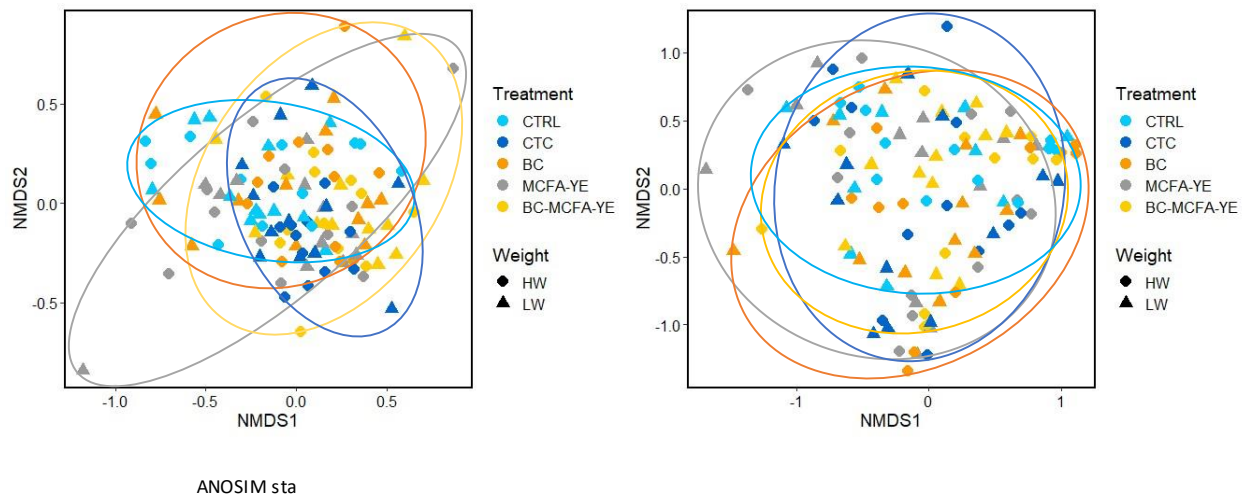 NMDS2
0.5
0.0
-0.5
-1.0
-0.5
0.0
0.5
NMDS1
Treatment
CTRL
CTC
BC
MCFA-YE
BC-MCFA-YE
Weight
HW
LW
NMDS2
1.0
0.5
0.0
-0.5
-1.0
-1
0
1
NMDS1
Treatment
CTRL
CTC
BC
MCFA-YE
BC-MCFA-YE
Weight
HW
LW
ANOSIM sta